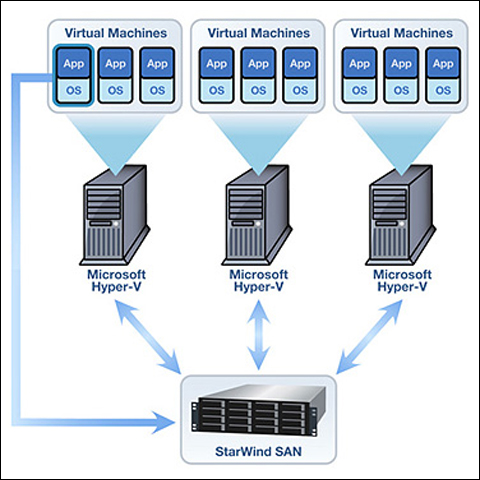 Virtual Machines Virtual Machines Virtual Machines
App App App App App App App App App
OS OS OS OS OS OS OS OS OS
Microsoft Hyper-V
Microsoft Hyper-V
Microsoft Hyper-V
StarWind SAN